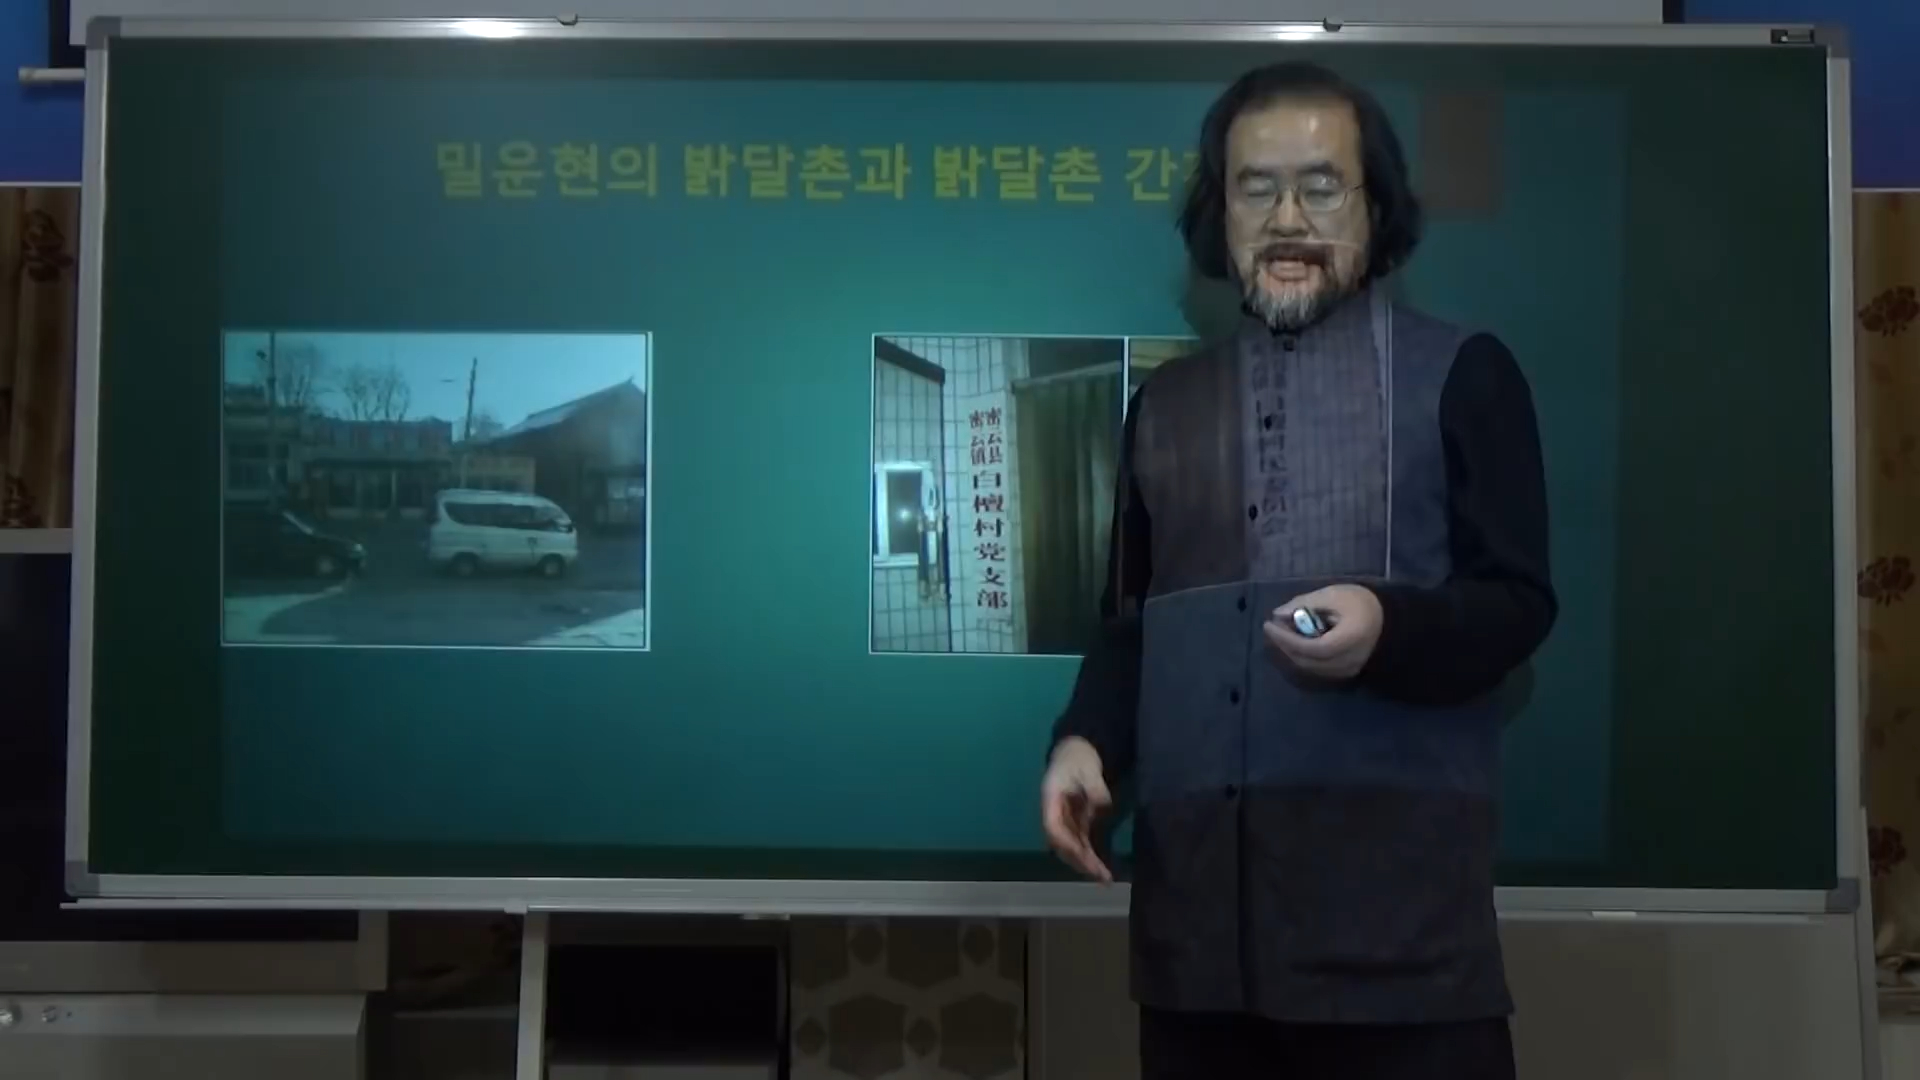 밀운현의 밝달촌과 밝달촌 간
密云县
密云镇
白檀村党支部